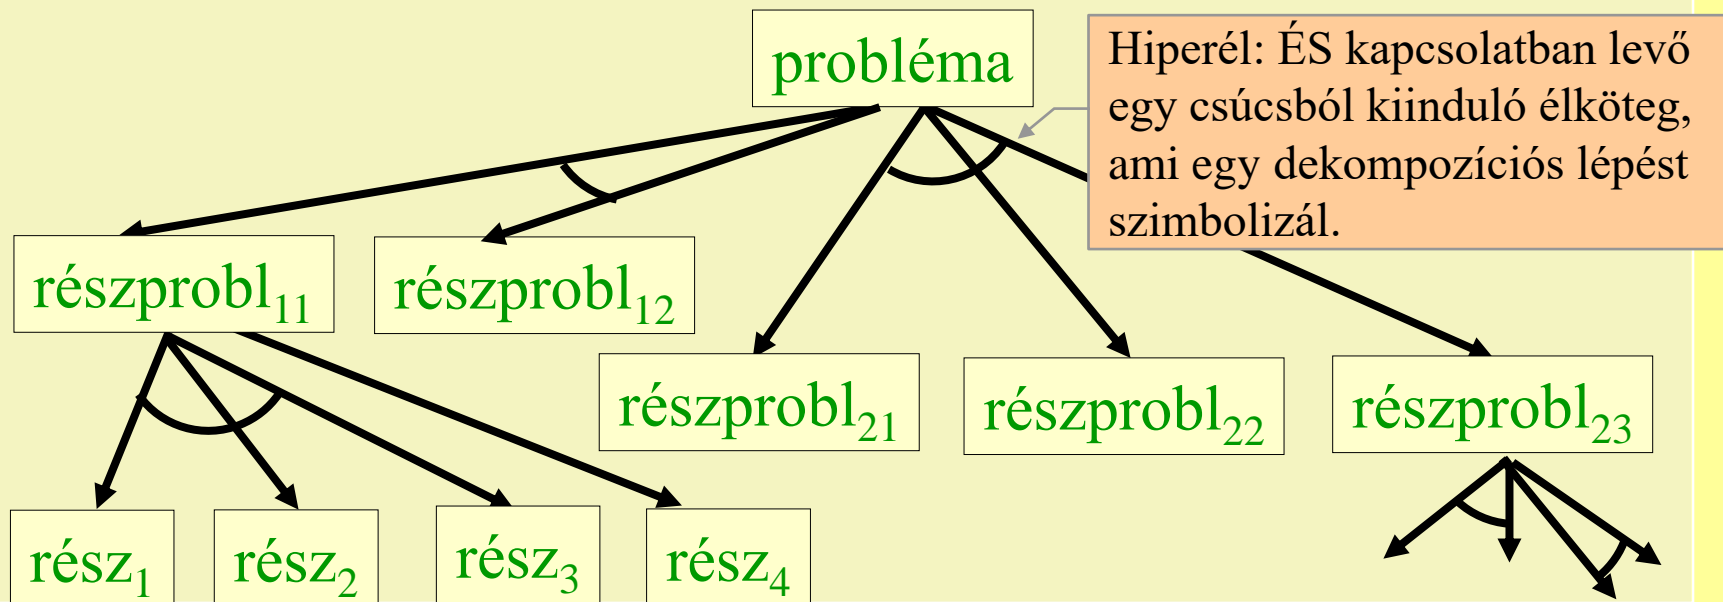 probléma
Hiperél: ÉS kapcsolatban levő
egy csúcsból kiinduló élköteg,
ami egy dekompozíciós lépést
szimbolizál.
részprobl₁₁
részprobl₁₂
részprobl₂₁
részprobl₂₂
részprobl₂₃
rész₁
rész₂
rész₃
rész₄